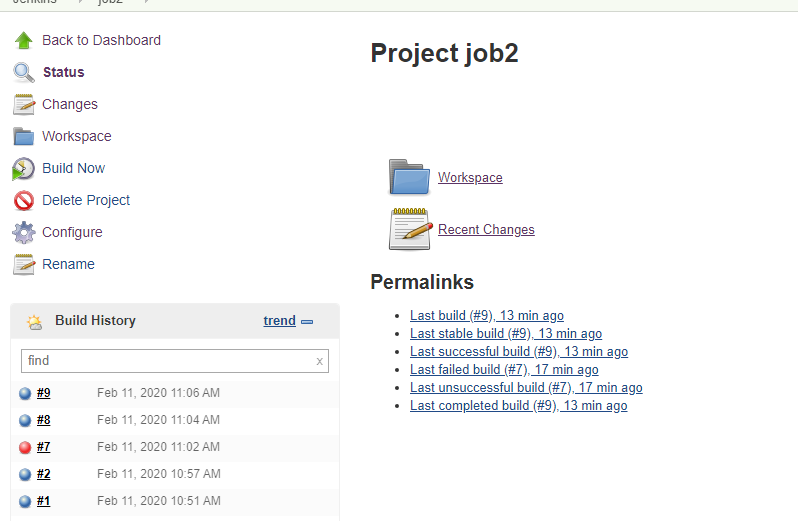 Jenkins job2
Back to Dashboard
Status
Changes
Workspace
Build Now
Delete Project
Configure
Rename
Build History trend
find x
#9 Feb 11, 2020 11:06 AM
#8 Feb 11, 2020 11:04 AM
#7 Feb 11, 2020 11:02 AM
#2 Feb 11, 2020 10:57 AM
#1 Feb 11, 2020 10:51 AM
Project job2
Workspace
Recent Changes
Permalinks
Last build (#9), 13 min ago
Last stable build (#9), 13 min ago
Last successful build (#9), 13 min ago
Last failed build (#7), 17 min ago
Last unsuccessful build (#7), 17 min ago
Last completed build (#9), 13 min ago